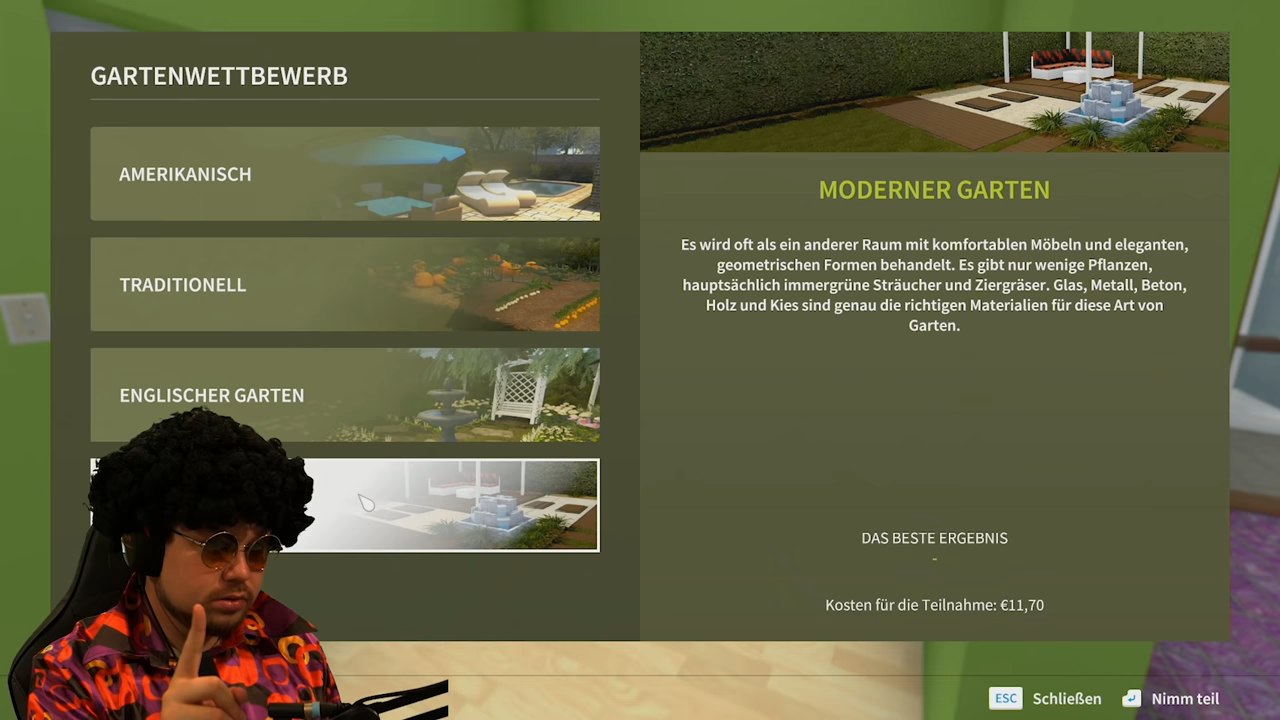 GARTENWETTBEWERB
AMERIKANISCH
TRADITIONELL
ENGLISCHER GARTEN
MODERNER GARTEN
Es wird oft als ein anderer Raum mit komfortablen Möbeln und eleganten,
geometrischen Formen behandelt. Es gibt nur wenige Pflanzen,
hauptsächlich immergrüne Sträucher und Ziergräser. Glas, Metall, Beton,
Holz und Kies sind genau die richtigen Materialien für diese Art von
Garten.
DAS BESTE ERGEBNIS
-
Kosten für die Teilnahme: €11,70
ESC Schließen Nimm teil